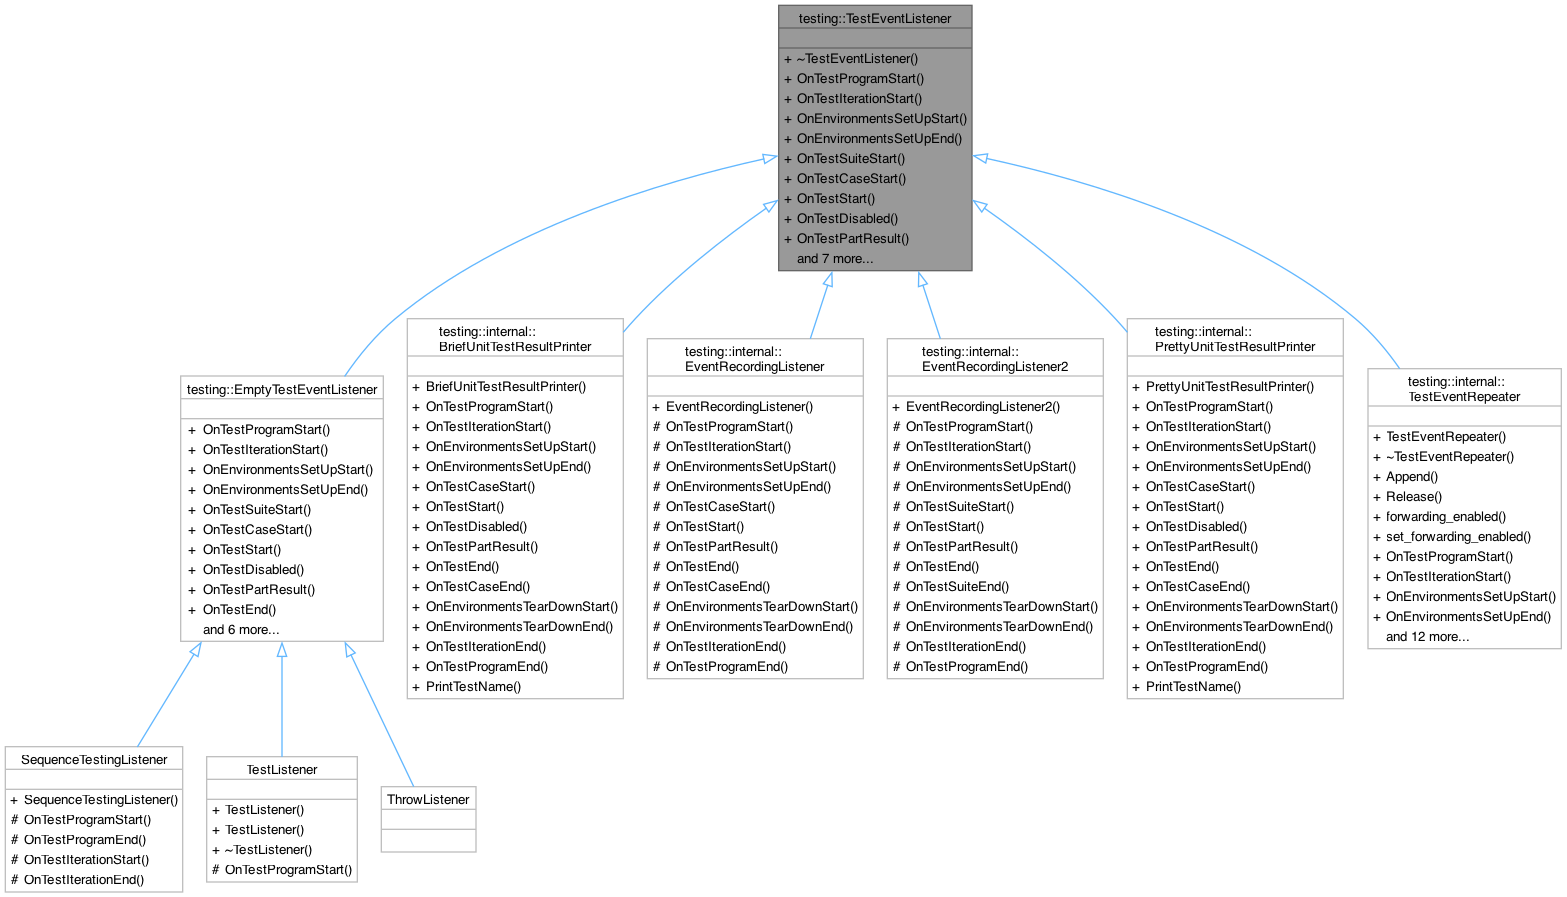 testing::TestEventListener
+ ~TestEventListener()
+ OnTestProgramStart()
+ OnTestIterationStart()
+ OnEnvironmentsSetUpStart()
+ OnEnvironmentsSetUpEnd()
+ OnTestSuiteStart()
+ OnTestCaseStart()
+ OnTestStart()
+ OnTestDisabled()
+ OnTestPartResult()
and 7 more...
testing::EmptyTestEventListener
+ OnTestProgramStart()
+ OnTestIterationStart()
+ OnEnvironmentsSetUpStart()
+ OnEnvironmentsSetUpEnd()
+ OnTestSuiteStart()
+ OnTestCaseStart()
+ OnTestStart()
+ OnTestDisabled()
+ OnTestPartResult()
+ OnTestEnd()
and 6 more...
testing::internal::
BriefUnitTestResultPrinter
+ BriefUnitTestResultPrinter()
+ OnTestProgramStart()
+ OnTestIterationStart()
+ OnEnvironmentsSetUpStart()
+ OnEnvironmentsSetUpEnd()
+ OnTestCaseStart()
+ OnTestStart()
+ OnTestDisabled()
+ OnTestPartResult()
+ OnTestEnd()
+ OnTestCaseEnd()
+ OnEnvironmentsTearDownStart()
+ OnEnvironmentsTearDownEnd()
+ OnTestIterationEnd()
+ OnTestProgramEnd()
+ PrintTestName()
testing::internal::
EventRecordingListener
+ EventRecordingListener()
# OnTestProgramStart()
# OnTestIterationStart()
# OnEnvironmentsSetUpStart()
# OnEnvironmentsSetUpEnd()
# OnTestCaseStart()
# OnTestStart()
# OnTestPartResult()
# OnTestEnd()
# OnTestCaseEnd()
# OnEnvironmentsTearDownStart()
# OnEnvironmentsTearDownEnd()
# OnTestIterationEnd()
# OnTestProgramEnd()
testing::internal::
EventRecordingListener2
+ EventRecordingListener2()
# OnTestProgramStart()
# OnTestIterationStart()
# OnEnvironmentsSetUpStart()
# OnEnvironmentsSetUpEnd()
# OnTestSuiteStart()
# OnTestStart()
# OnTestPartResult()
# OnTestEnd()
# OnTestSuiteEnd()
# OnEnvironmentsTearDownStart()
# OnEnvironmentsTearDownEnd()
# OnTestIterationEnd()
# OnTestProgramEnd()
testing::internal::
PrettyUnitTestResultPrinter
+ PrettyUnitTestResultPrinter()
+ OnTestProgramStart()
+ OnTestIterationStart()
+ OnEnvironmentsSetUpStart()
+ OnEnvironmentsSetUpEnd()
+ OnTestCaseStart()
+ OnTestStart()
+ OnTestDisabled()
+ OnTestPartResult()
+ OnTestEnd()
+ OnTestCaseEnd()
+ OnEnvironmentsTearDownStart()
+ OnEnvironmentsTearDownEnd()
+ OnTestIterationEnd()
+ OnTestProgramEnd()
+ PrintTestName()
testing::internal::
TestEventRepeater
+ TestEventRepeater()
+ ~TestEventRepeater()
+ Append()
+ Release()
+ forwarding_enabled()
+ set_forwarding_enabled()
+ OnTestProgramStart()
+ OnTestIterationStart()
+ OnEnvironmentsSetUpStart()
+ OnEnvironmentsSetUpEnd()
and 12 more...
SequenceTestingListener
+ SequenceTestingListener()
# OnTestProgramStart()
# OnTestProgramEnd()
# OnTestIterationStart()
# OnTestIterationEnd()
TestListener
+ TestListener()
+ TestListener()
+ ~TestListener()
# OnTestProgramStart()
ThrowListener